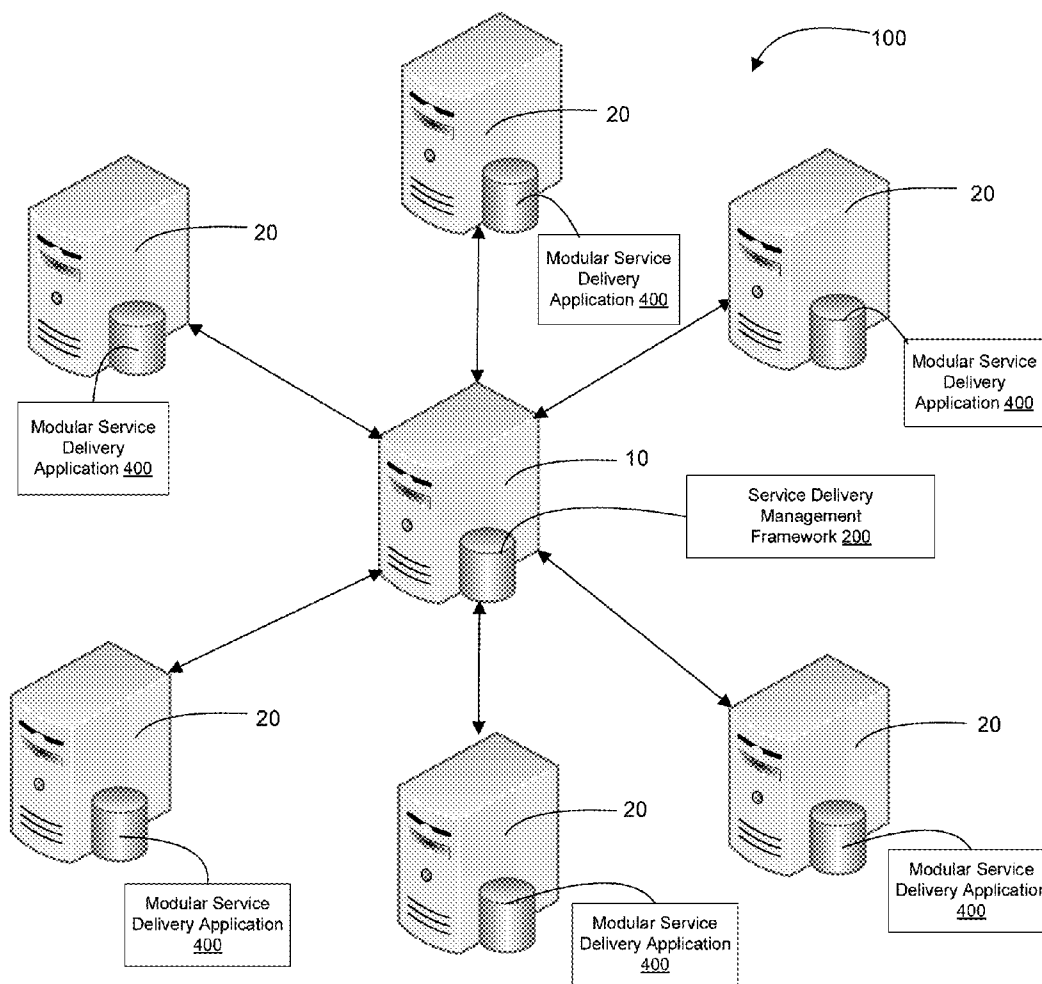 100
20
20
20
Modular Service
Delivery
Application 400
Modular Service
Delivery
Application 400
Modular Service
Delivery
Application 400
10
Service Delivery
Management
Framework 200
20
20
20
Modular Service
Delivery Application
400
Modular Service
Delivery Application
400
Modular Service
Delivery Application
400